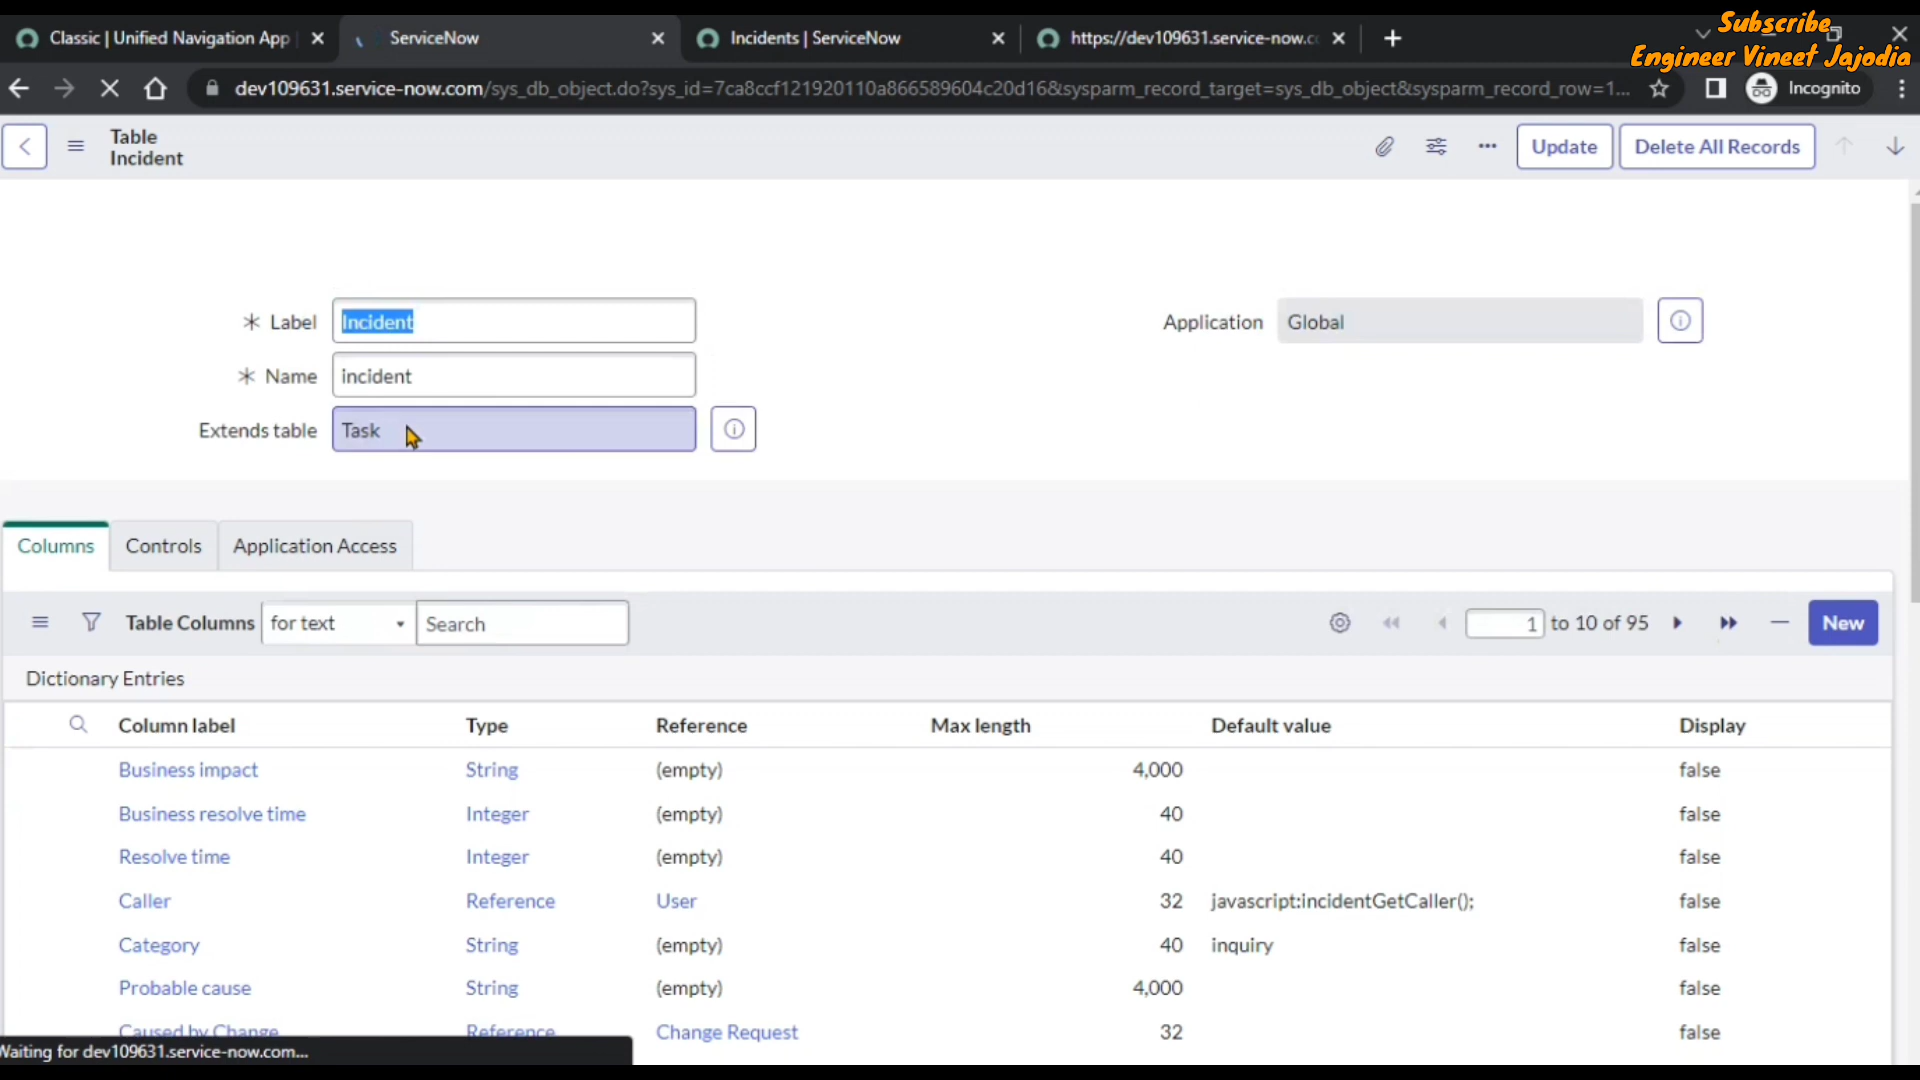 Classic | Unified Navigation App
ServiceNow
Incidents | ServiceNow
https://dev109631.service-now.c
Subscribe
Engineer Vineet Jajodia
dev109631.service-now.com/sys_db_object.do?sys_id=7ca8ccf121920110a866589604c20d16&sysparm_record_target=sys_db_object&sysparm_record_row=1...
Incognito
Table
Incident
Update
Delete All Records
Label
Incident
Application
Global
Name
incident
Extends table
Task
Columns
Controls
Application Access
Table Columns
for text
Search
1 to 10 of 95
New
Dictionary Entries
Column label Type Reference Max length Default value Display
Business impact String (empty) 4,000 false
Business resolve time Integer (empty) 40 false
Resolve time Integer (empty) 40 false
Caller Reference User 32 javascript:incidentGetCaller(); false
Category String (empty) 40 inquiry false
Probable cause String (empty) 4,000 false
Caused by Change Reference Change Request 32 false
Waiting for dev109631.service-now.com...